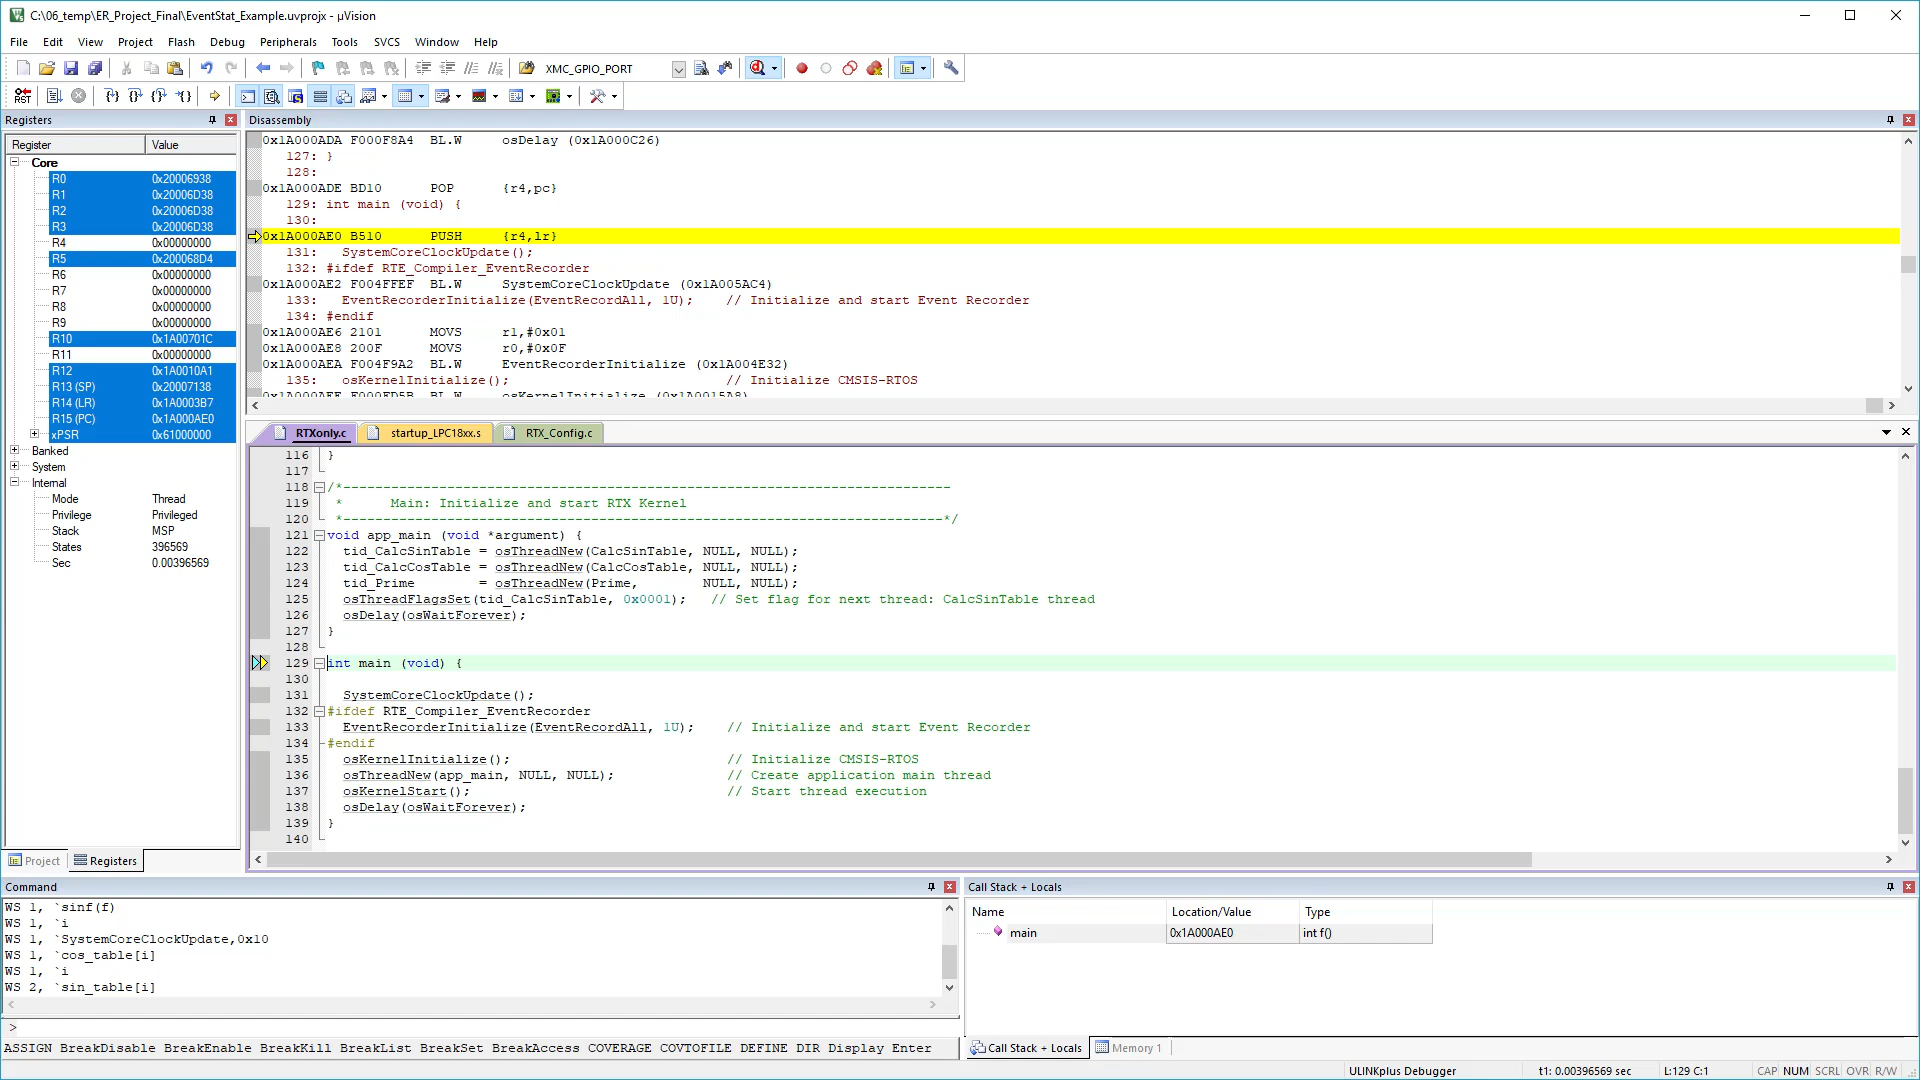 C:\06_temp\ER_Project_Final\EventStat_Example.uvprojx - µVision
File Edit View Project Flash Debug Peripherals Tools SVCS Window Help
XMC_GPIO_PORT
RST
Registers
Register Value
Core
R0 0x20006938
R1 0x20006D38
R2 0x20006D38
R3 0x20006D38
R4 0x00000000
R5 0x200068D4
R6 0x00000000
R7 0x00000000
R8 0x00000000
R9 0x00000000
R10 0x1A00701C
R11 0x00000000
R12 0x1A0010A1
R13 (SP) 0x20007138
R14 (LR) 0x1A0003B7
R15 (PC) 0x1A000AE0
xPSR 0x61000000
Banked
System
Internal
Mode Thread
Privilege Privileged
Stack MSP
States 396569
Sec 0.00396569
Project Registers
Disassembly
0x1A000ADA F000F8A4 BL.W osDelay (0x1A000C26)
127: }
128:
0x1A000ADE BD10 POP {r4,pc}
129: int main (void) {
130:
0x1A000AE0 B510 PUSH {r4,lr}
131: SystemCoreClockUpdate();
132: #ifdef RTE_Compiler_EventRecorder
0x1A000AE2 F004FFEF BL.W SystemCoreClockUpdate (0x1A005AC4)
133: EventRecorderInitialize(EventRecordAll, 1U); // Initialize and start Event Recorder
134: #endif
0x1A000AE6 2101 MOVS r1,#0x01
0x1A000AE8 200F MOVS r0,#0x0F
0x1A000AEA F004F9A2 BL.W EventRecorderInitialize (0x1A004E32)
135: osKernelInitialize(); // Initialize CMSIS-RTOS
0x1A000AEE F000FD5B BL.W osKernelInitialize (0x1A0015A8)
RTXonly.c startup_LPC18xx.s RTX_Config.c
116 }
117
118 /*----------------------------------------------------------------------------
119 * Main: Initialize and start RTX Kernel
120 *---------------------------------------------------------------------------*/
121 void app_main (void *argument) {
122 tid_CalcSinTable = osThreadNew(CalcSinTable, NULL, NULL);
123 tid_CalcCosTable = osThreadNew(CalcCosTable, NULL, NULL);
124 tid_Prime = osThreadNew(Prime, NULL, NULL);
125 osThreadFlagsSet(tid_CalcSinTable, 0x0001); // Set flag for next thread: CalcSinTable thread
126 osDelay(osWaitForever);
127 }
128
129 int main (void) {
130
131 SystemCoreClockUpdate();
132 #ifdef RTE_Compiler_EventRecorder
133 EventRecorderInitialize(EventRecordAll, 1U); // Initialize and start Event Recorder
134 #endif
135 osKernelInitialize(); // Initialize CMSIS-RTOS
136 osThreadNew(app_main, NULL, NULL); // Create application main thread
137 osKernelStart(); // Start thread execution
138 osDelay(osWaitForever);
139 }
140
Command
WS 1, `sinf(f)
WS 1, `i
WS 1, `SystemCoreClockUpdate,0x10
WS 1, `cos_table[i]
WS 1, `i
WS 2, `sin_table[i]
>
ASSIGN BreakDisable BreakEnable BreakKill BreakList BreakSet BreakAccess COVERAGE COVTOFILE DEFINE DIR Display Enter
Call Stack + Locals
Name Location/Value Type
main 0x1A000AE0 int f()
Call Stack + Locals Memory 1
ULINKplus Debugger t1: 0.00396569 sec L:129 C:1 CAP NUM SCRL OVR R/W